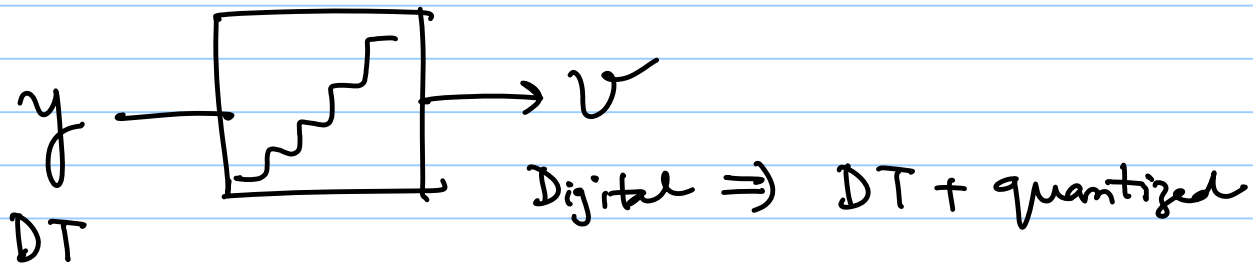 y v
Digital ⇒ DT + quantized
DT